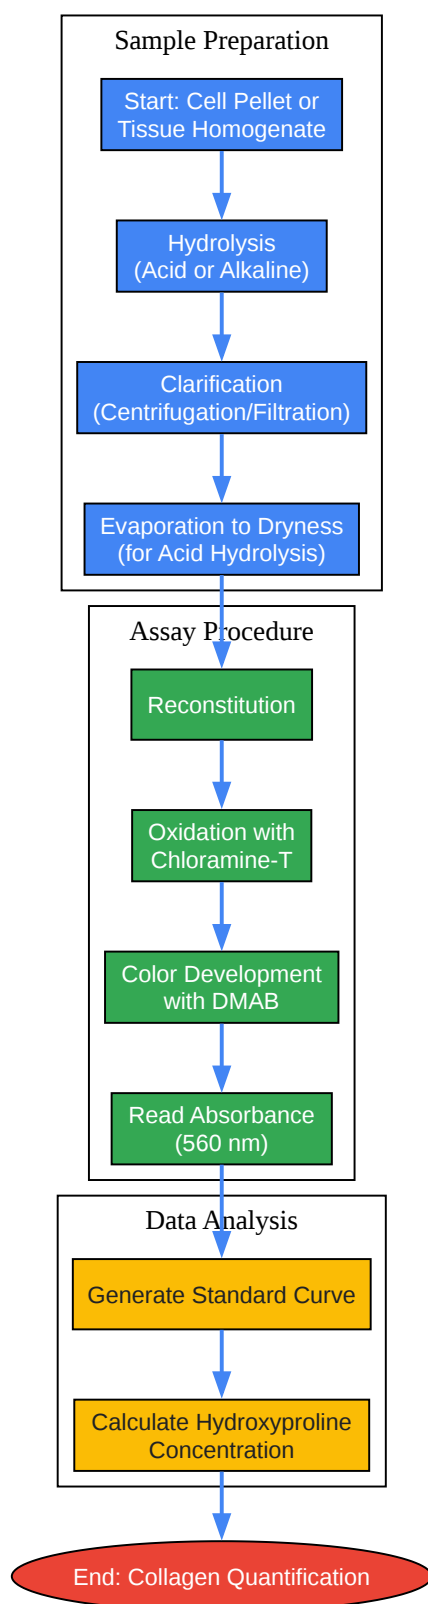 Sample Preparation
Start: Cell Pellet or
Tissue Homogenate
Hydrolysis
(Acid or Alkaline)
Clarification
(Centrifugation/Filtration)
Evaporation to Dryness
(for Acid Hydrolysis)
Assay Procedure
Reconstitution
Oxidation with
Chloramine-T
Color Development
with DMAB
Read Absorbance
(560 nm)
Data Analysis
Generate Standard Curve
Calculate Hydroxyproline
Concentration
End: Collagen Quantification